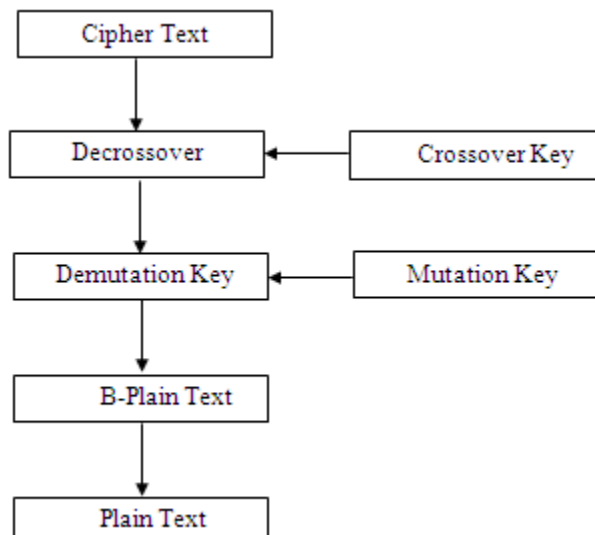 Cipher Text
Decrossover
Crossover Key
Demutation Key
Mutation Key
B-Plain Text
Plain Text